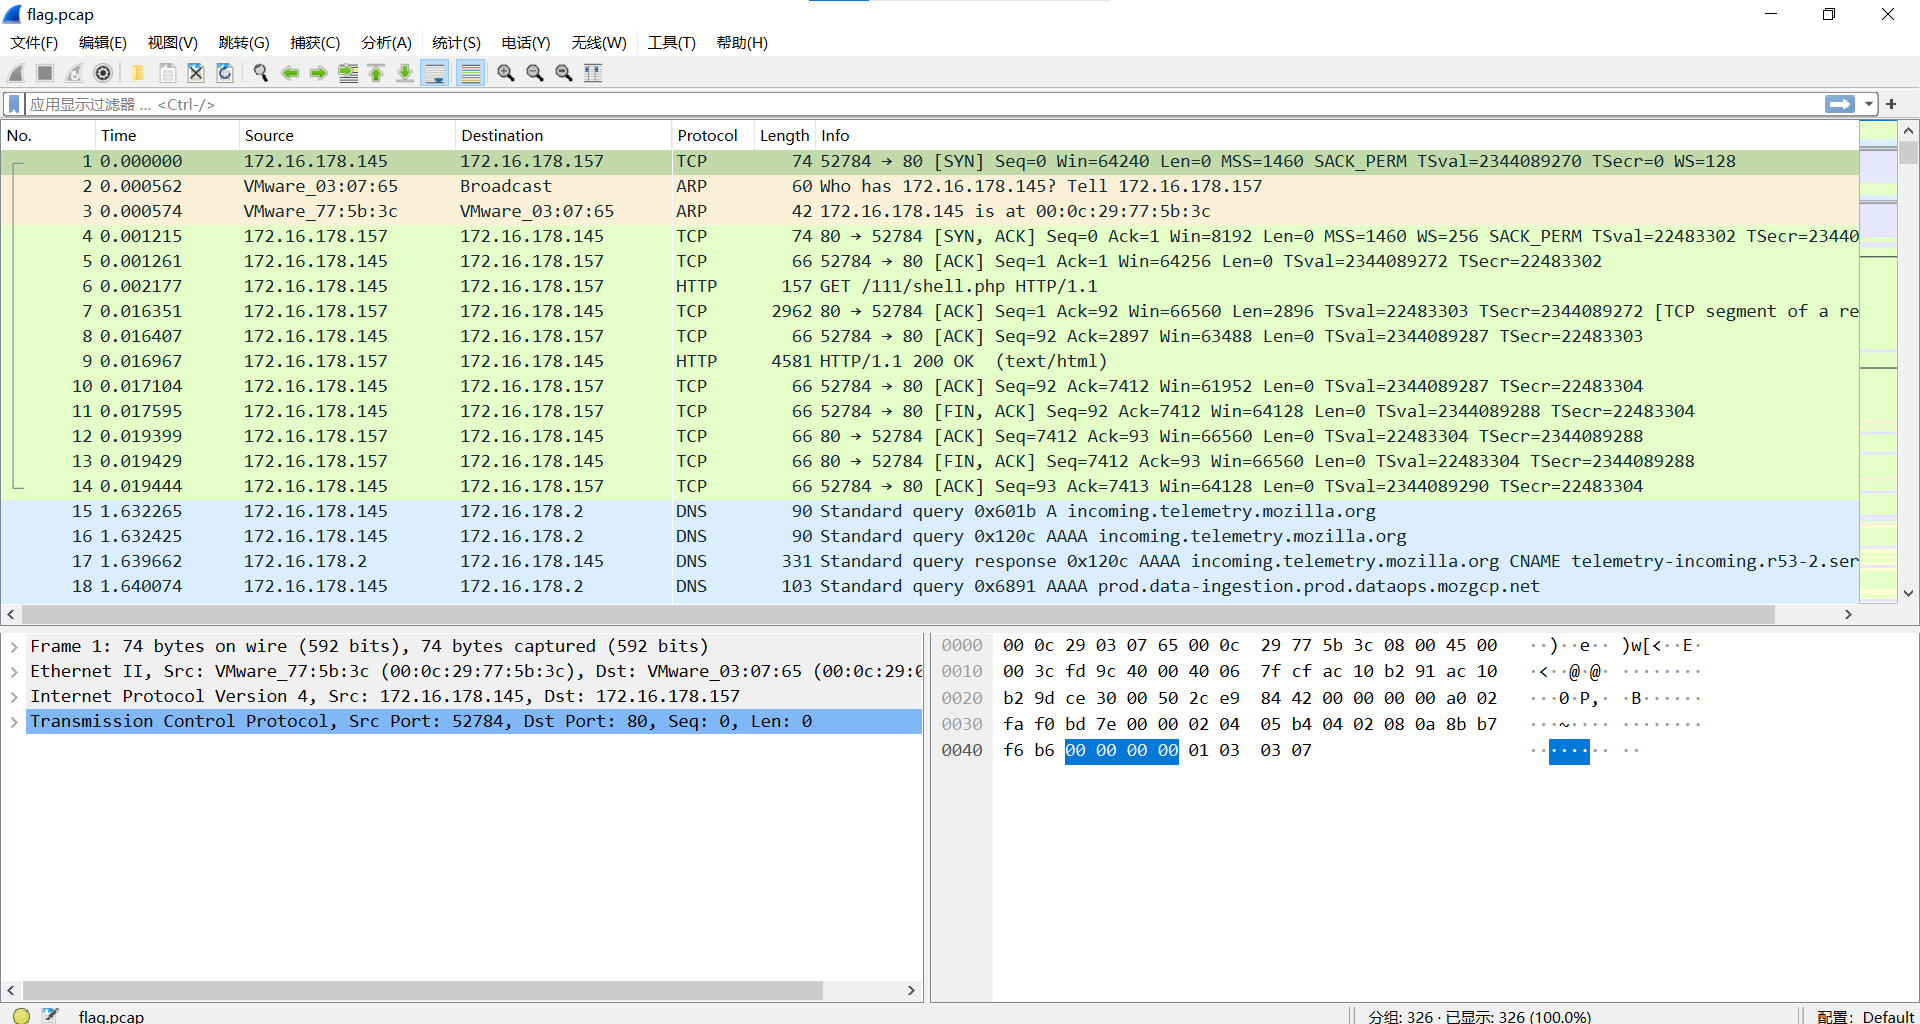 flag.pcap
文件(F) 编辑(E) 视图(V) 跳转(G) 捕获(C) 分析(A) 统计(S) 电话(Y) 无线(W) 工具(T) 帮助(H)
应用显示过滤器 … <Ctrl-/>
No. Time Source Destination Protocol Length Info
1 0.000000 172.16.178.145 172.16.178.157 TCP 74 52784 → 80 [SYN] Seq=0 Win=64240 Len=0 MSS=1460 SACK_PERM TSval=2344089270 TSecr=0 WS=128
2 0.000562 VMware_03:07:65 Broadcast ARP 60 Who has 172.16.178.145? Tell 172.16.178.157
3 0.000574 VMware_77:5b:3c VMware_03:07:65 ARP 42 172.16.178.145 is at 00:0c:29:77:5b:3c
4 0.001215 172.16.178.157 172.16.178.145 TCP 74 80 → 52784 [SYN, ACK] Seq=0 Ack=1 Win=8192 Len=0 MSS=1460 WS=256 SACK_PERM TSval=22483302 TSecr=23440
5 0.001261 172.16.178.145 172.16.178.157 TCP 66 52784 → 80 [ACK] Seq=1 Ack=1 Win=64256 Len=0 TSval=2344089272 TSecr=22483302
6 0.002177 172.16.178.145 172.16.178.157 HTTP 157 GET /111/shell.php HTTP/1.1
7 0.016351 172.16.178.157 172.16.178.145 TCP 2962 80 → 52784 [ACK] Seq=1 Ack=92 Win=66560 Len=2896 TSval=22483303 TSecr=2344089272 [TCP segment of a re
8 0.016407 172.16.178.145 172.16.178.157 TCP 66 52784 → 80 [ACK] Seq=92 Ack=2897 Win=63488 Len=0 TSval=2344089287 TSecr=22483303
9 0.016967 172.16.178.157 172.16.178.145 HTTP 4581 HTTP/1.1 200 OK (text/html)
10 0.017104 172.16.178.145 172.16.178.157 TCP 66 52784 → 80 [ACK] Seq=92 Ack=7412 Win=61952 Len=0 TSval=2344089287 TSecr=22483304
11 0.017595 172.16.178.145 172.16.178.157 TCP 66 52784 → 80 [FIN, ACK] Seq=92 Ack=7412 Win=64128 Len=0 TSval=2344089288 TSecr=22483304
12 0.019399 172.16.178.157 172.16.178.145 TCP 66 80 → 52784 [ACK] Seq=7412 Ack=93 Win=66560 Len=0 TSval=22483304 TSecr=2344089288
13 0.019429 172.16.178.157 172.16.178.145 TCP 66 80 → 52784 [FIN, ACK] Seq=7412 Ack=93 Win=66560 Len=0 TSval=22483304 TSecr=2344089288
14 0.019444 172.16.178.145 172.16.178.157 TCP 66 52784 → 80 [ACK] Seq=93 Ack=7413 Win=64128 Len=0 TSval=2344089290 TSecr=22483304
15 1.632265 172.16.178.145 172.16.178.2 DNS 90 Standard query 0x601b A incoming.telemetry.mozilla.org
16 1.632425 172.16.178.145 172.16.178.2 DNS 90 Standard query 0x120c AAAA incoming.telemetry.mozilla.org
17 1.639662 172.16.178.2 172.16.178.145 DNS 331 Standard query response 0x120c AAAA incoming.telemetry.mozilla.org CNAME telemetry-incoming.r53-2.ser
18 1.640074 172.16.178.145 172.16.178.2 DNS 103 Standard query 0x6891 AAAA prod.data-ingestion.prod.dataops.mozgcp.net
Frame 1: 74 bytes on wire (592 bits), 74 bytes captured (592 bits)
Ethernet II, Src: VMware_77:5b:3c (00:0c:29:77:5b:3c), Dst: VMware_03:07:65 (00:0c:29:0
Internet Protocol Version 4, Src: 172.16.178.145, Dst: 172.16.178.157
Transmission Control Protocol, Src Port: 52784, Dst Port: 80, Seq: 0, Len: 0
0000 00 0c 29 03 07 65 00 0c 29 77 5b 3c 08 00 45 00 ··)··e·· )w[<··E·
0010 00 3c fd 9c 40 00 40 06 7f cf ac 10 b2 91 ac 10 ·<··@·@· ········
0020 b2 9d ce 30 00 50 2c e9 84 42 00 00 00 00 a0 02 ···0·P,· ·B······
0030 fa f0 bd 7e 00 00 02 04 05 b4 04 02 08 0a 8b b7 ···~···· ········
0040 f6 b6 00 00 00 00 01 03 03 07 ········ ··
flag.pcap
分组: 326 · 已显示: 326 (100.0%)
配置: Default